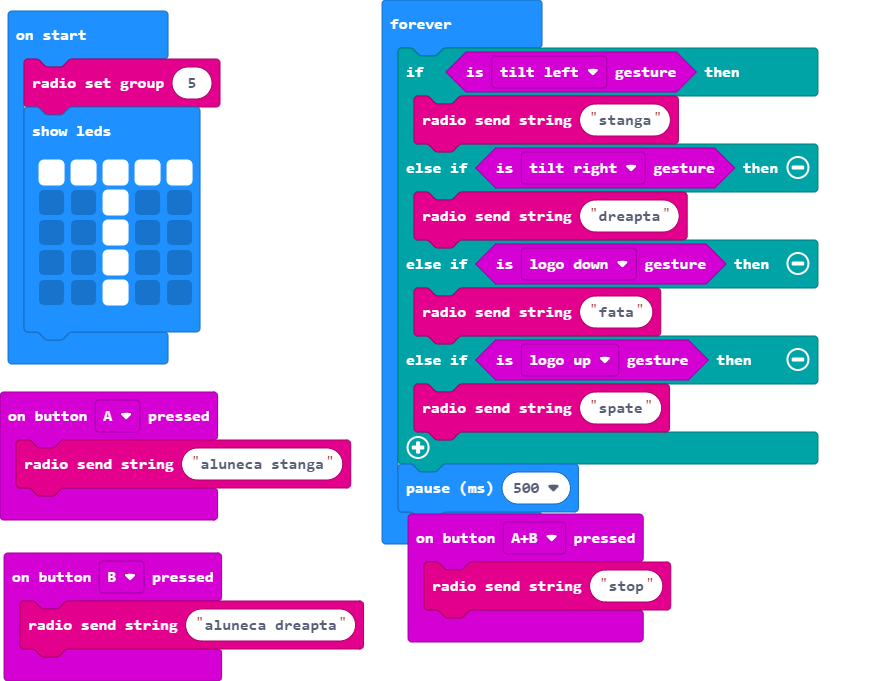 on start
radio set group 5
show leds
on button A pressed
radio send string "aluneca stanga"
on button B pressed
radio send string "aluneca dreapta"
forever
if is tilt left gesture then
radio send string "stanga"
else if is tilt right gesture then
radio send string "dreapta"
else if is logo down gesture then
radio send string "fata"
else if is logo up gesture then
radio send string "spate"
pause (ms) 500
on button A+B pressed
radio send string "stop"